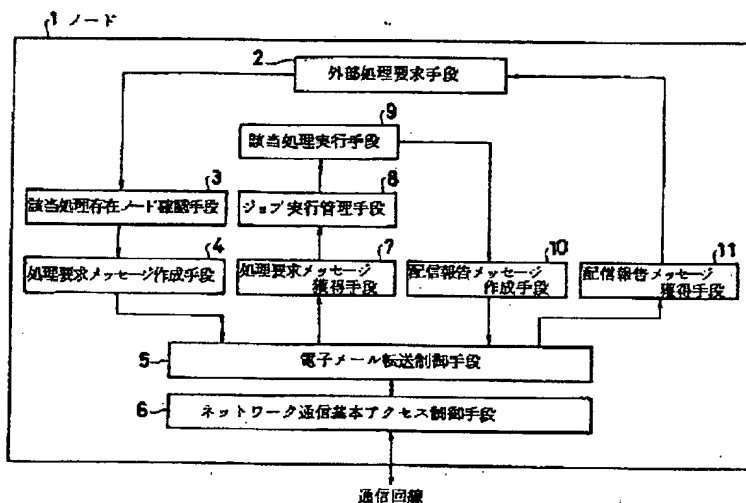 1 ノード
2
外部処理要求手段
9
該当処理実行手段
3
該当処理存在ノード確認手段
8
ジョブ実行管理手段
4
処理要求メッセージ作成手段
7
処理要求メッセージ
獲得手段
10
配信報告メッセージ
作成手段
11
配信報告メッセージ
獲得手段
5
電子メール転送制御手段
6
ネットワーク通信基本アクセス制御手段
通信回線